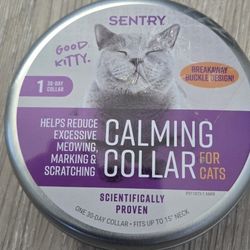 SENTRY
GOOD
KITTY.
BREAKAWAY
BUCKLE DESIGN!
1 30-DAY
COLLAR
HELPS REDUCE
EXCESSIVE
MEOWING,
MARKING &
SCRATCHING
CALMING
COLLAR FOR
CATS
SCIENTIFICALLY
PROVEN
ONE 30-DAY COLLAR • FITS UP TO 15" NECK